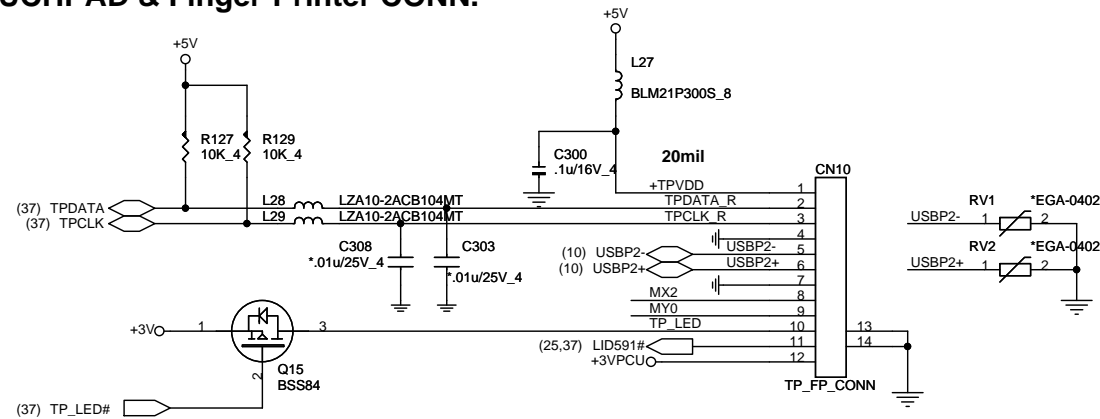 UCHPAD & Finger Printer CONN.
+5V
+5V
L27
BLM21P300S_8
R127
10K_4
R129
10K_4
C300
.1u/16V_4
20mil
CN10
+TPVDD
1
(37) TPDATA
L28
LZA10-2ACB104MT
TPDATA_R
2
(37) TPCLK
L29
LZA10-2ACB104MT
TPCLK_R
3
4
C308
*.01u/25V_4
C303
*.01u/25V_4
(10) USBP2-
USBP2-
5
(10) USBP2+
USBP2+
6
7
MX2
8
MY0
9
TP_LED
10
(25,37) LID591#
11
+3VPCU
12
13
14
TP_FP_CONN
RV1
*EGA-0402
USBP2-
1
2
RV2
*EGA-0402
USBP2+
1
2
+3V
1
3
2
Q15
BSS84
(37) TP_LED#